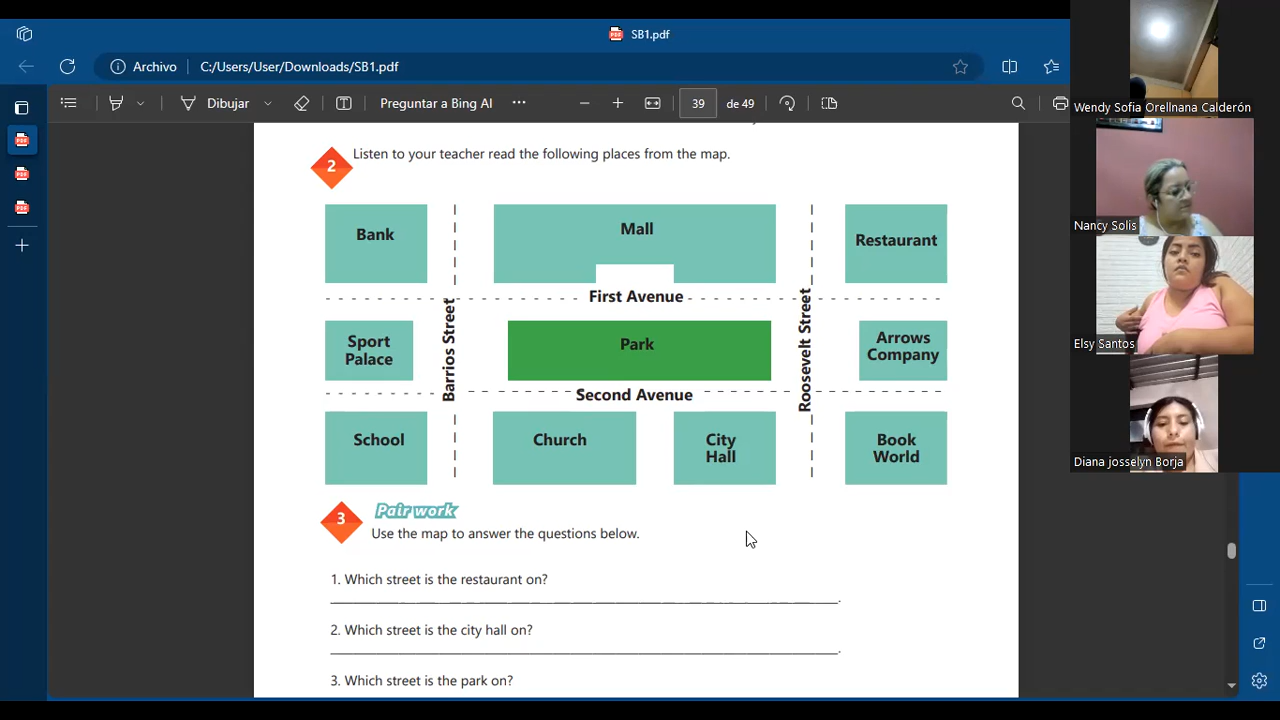 SB1.pdf
Archivo
C:/Users/User/Downloads/SB1.pdf
Dibujar
Preguntar a Bing AI
39
de 49
2
Listen to your teacher read the following places from the map.
Bank
Mall
Restaurant
First Avenue
Barrios Street
Roosevelt Street
Sport
Palace
Park
Arrows
Company
Second Avenue
School
Church
City
Hall
Book
World
3
Pair work
Use the map to answer the questions below.
1. Which street is the restaurant on?
2. Which street is the city hall on?
3. Which street is the park on?
Wendy Sofia Orellnana Calderón
Nancy Solis
Elsy Santos
Diana josselyn Borja